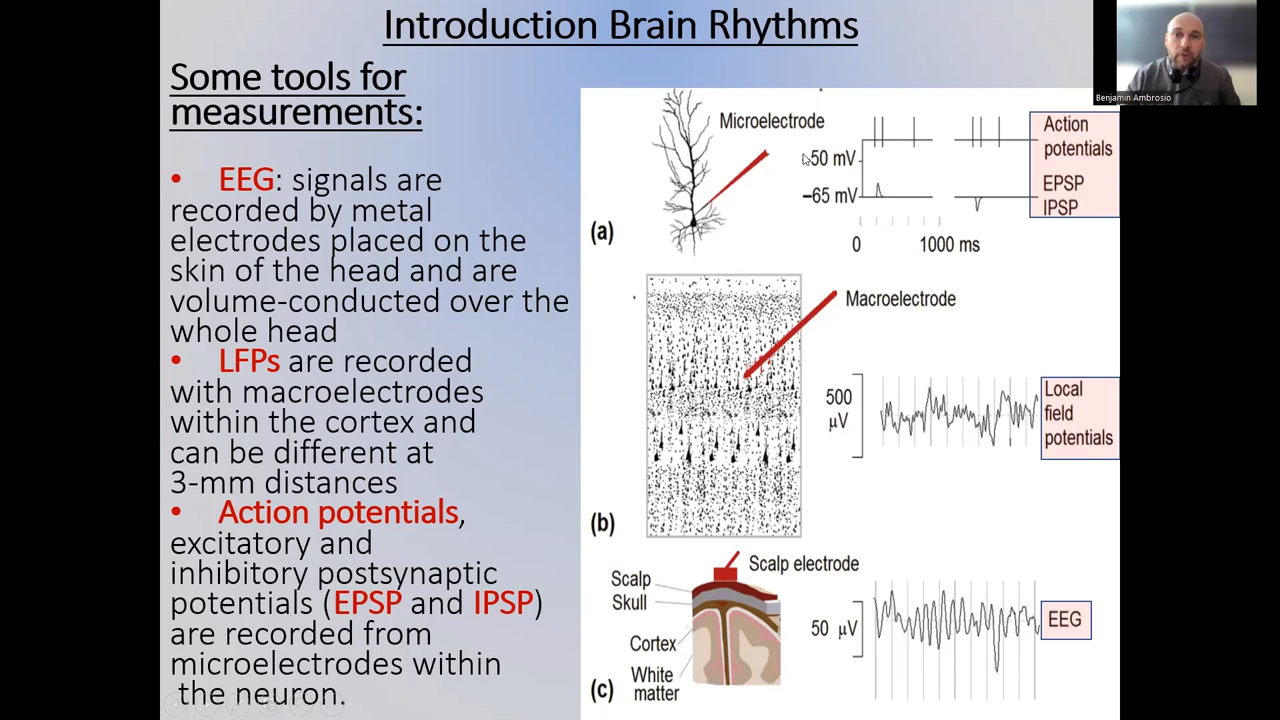 Introduction Brain Rhythms
Some tools for
measurements:
• EEG: signals are
recorded by metal
electrodes placed on the
skin of the head and are
volume-conducted over the
whole head
• LFPs are recorded
with macroelectrodes
within the cortex and
can be different at
3-mm distances
• Action potentials,
excitatory and
inhibitory postsynaptic
potentials (EPSP and IPSP)
are recorded from
microelectrodes within
the neuron.
Microelectrode
-50 mV
–65 mV
0 1000 ms
Action
potentials
EPSP
IPSP
(a)
Macroelectrode
500
µV
Local
field
potentials
(b)
Scalp electrode
Scalp
Skull
Cortex
White
matter
50 µV
EEG
(c)
Benjamin Ambrosio